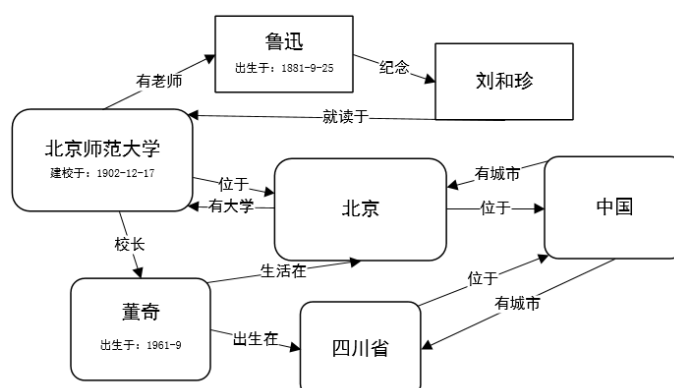 鲁迅
出生于：1881-9-25
有老师
纪念
刘和珍
就读于
北京师范大学
建校于：1902-12-17
位于
有大学
北京
有城市
位于
中国
校长
生活在
董奇
出生于：1961-9
出生在
四川省
位于
有城市